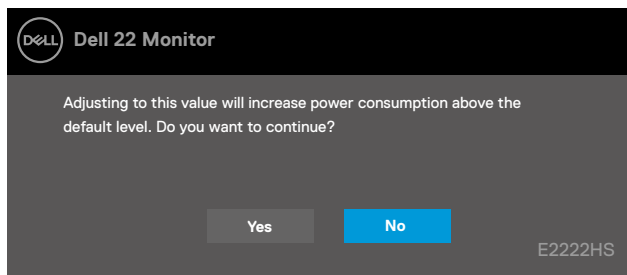 DELL Dell 22 Monitor
Adjusting to this value will increase power consumption above the
default level. Do you want to continue?
Yes No
E2222HS